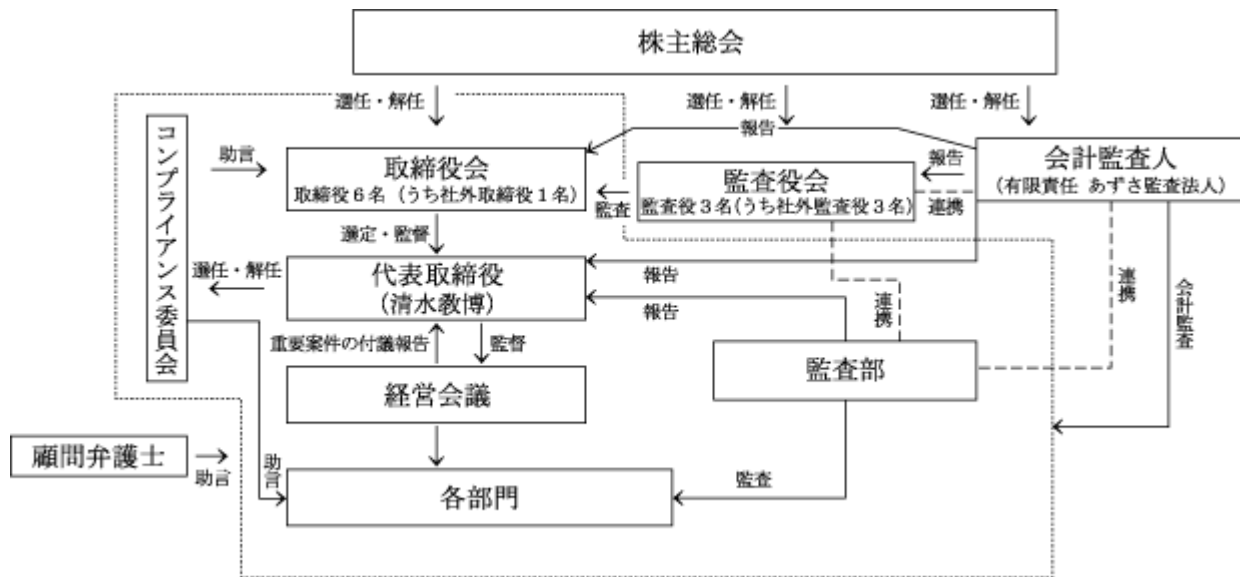 株主総会
選任・解任
選任・解任
選任・解任
報告
コンプライアンス委員会
助言
取締役会
取締役6名（うち社外取締役1名）
監査
監査役会
監査役3名（うち社外監査役3名）
報告
連携
会計監査人
（有限責任 あずさ監査法人）
選定・監督
選任・解任
代表取締役
（清水教博）
報告
報告
連携
連携
会計監査
重要案件の付議報告
監督
監査部
経営会議
顧問弁護士
助言
助言
各部門
監査